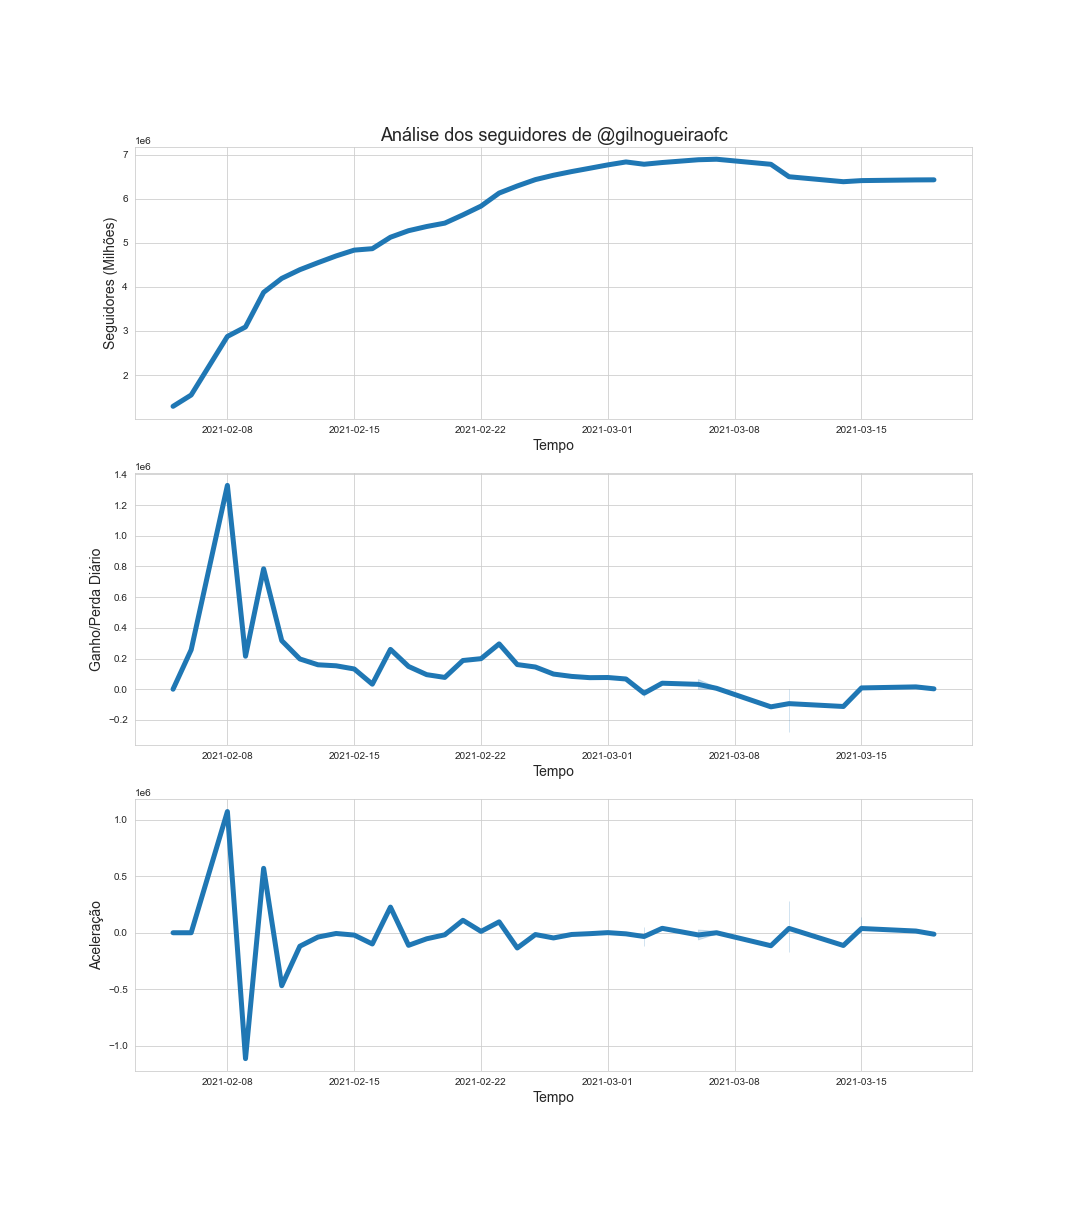 Análise dos seguidores de @gilnogueiraofc
1e6
7
6
5
4
3
2
Seguidores (Milhões)
2021-02-08 2021-02-15 2021-02-22 2021-03-01 2021-03-08 2021-03-15
Tempo
1e6
1.4
1.2
1.0
0.8
0.6
0.4
0.2
0.0
−0.2
Ganho/Perda Diário
2021-02-08 2021-02-15 2021-02-22 2021-03-01 2021-03-08 2021-03-15
Tempo
1e6
1.0
0.5
0.0
−0.5
−1.0
Aceleração
2021-02-08 2021-02-15 2021-02-22 2021-03-01 2021-03-08 2021-03-15
Tempo